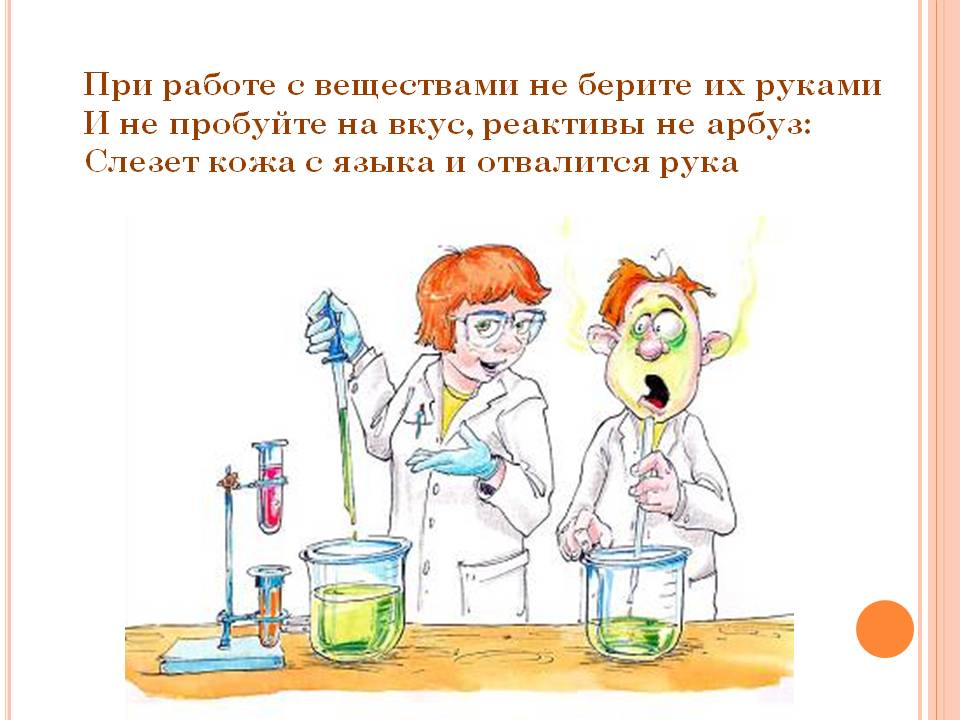 При работе с веществами не берите их руками
И не пробуйте на вкус, реактивы не арбуз:
Слезет кожа с языка и отвалится рука